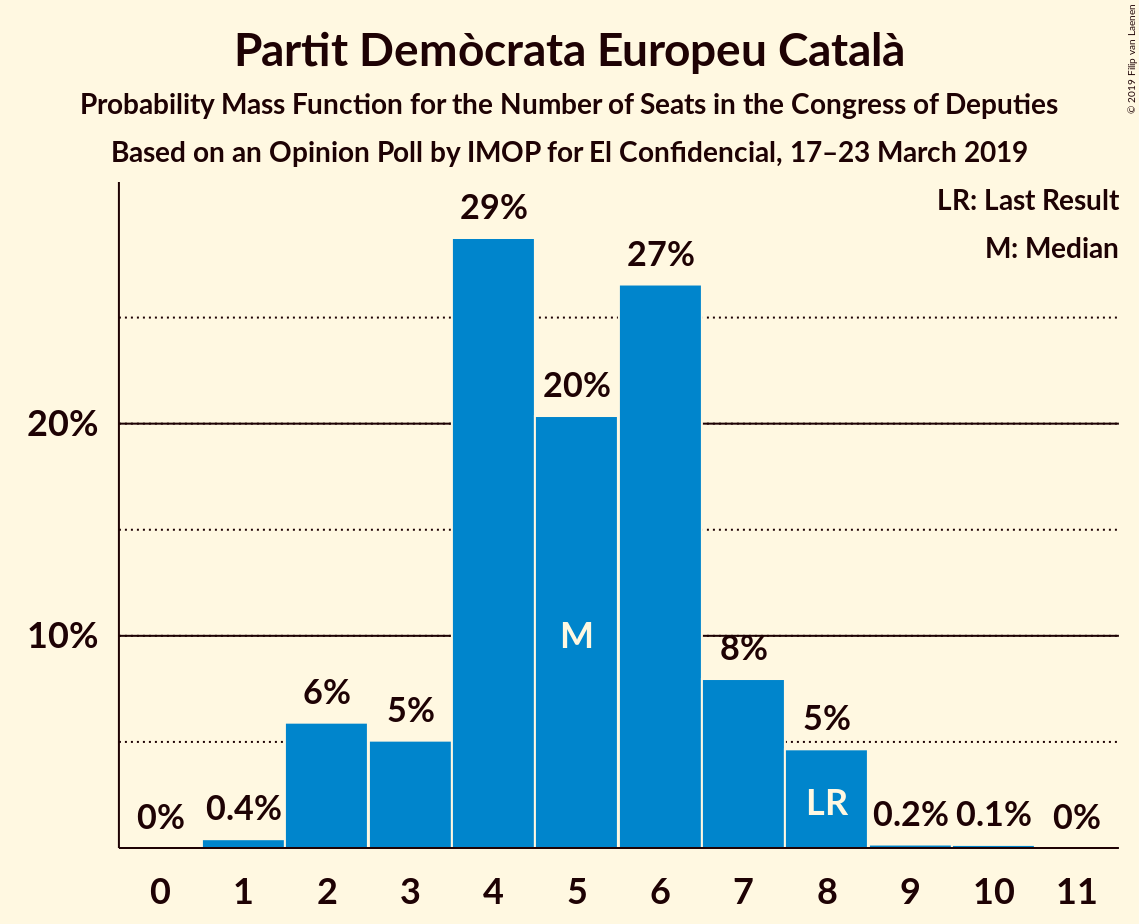 Partit Demòcrata Europeu Català
Probability Mass Function for the Number of Seats in the Congress of Deputies
Based on an Opinion Poll by IMOP for El Confidencial, 17–23 March 2019
© 2019 Filip van Laenen
LR: Last Result
M: Median
29%
27%
20%
20%
10%
M
8%
6%
5%
5%
LR
0%
0.4%
0.2%
0.1%
0%
0 1 2 3 4 5 6 7 8 9 10 11